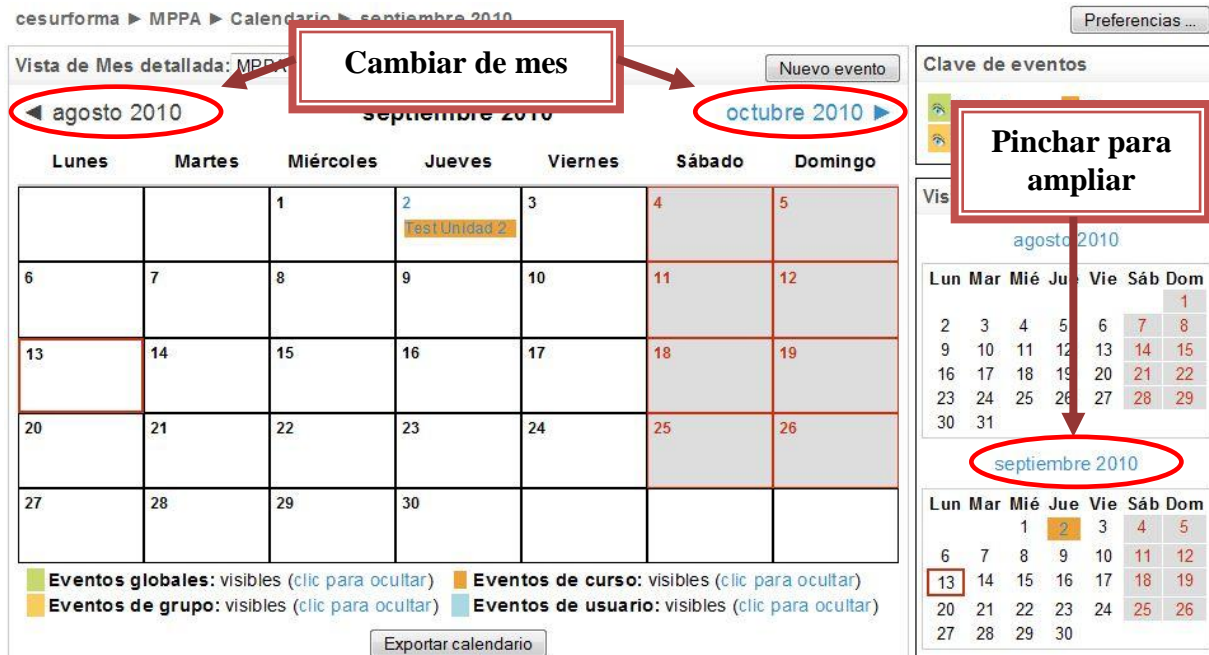 cesurforma ► MPPA ► Calendario ► septiembre 2010
Preferencias ...
Vista de Mes detallada: MPPA
Cambiar de mes
Nuevo evento
◄ agosto 2010
septiembre 2010
octubre 2010 ►
Lunes Martes Miércoles Jueves Viernes Sábado Domingo
1 2 3 4 5
Test Unidad 2
6 7 8 9 10 11 12
13 14 15 16 17 18 19
20 21 22 23 24 25 26
27 28 29 30
Eventos globales: visibles (clic para ocultar) Eventos de curso: visibles (clic para ocultar)
Eventos de grupo: visibles (clic para ocultar) Eventos de usuario: visibles (clic para ocultar)
Exportar calendario
Clave de eventos
Pinchar para
ampliar
agosto 2010
Lun Mar Mié Jue Vie Sáb Dom
1
2 3 4 5 6 7 8
9 10 11 12 13 14 15
16 17 18 19 20 21 22
23 24 25 26 27 28 29
30 31
septiembre 2010
Lun Mar Mié Jue Vie Sáb Dom
1 2 3 4 5
6 7 8 9 10 11 12
13 14 15 16 17 18 19
20 21 22 23 24 25 26
27 28 29 30